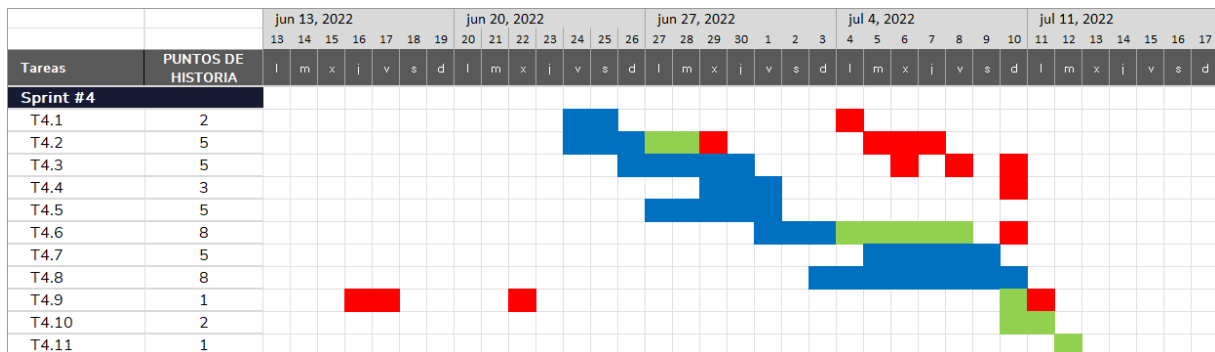 jun 13, 2022 jun 20, 2022 jun 27, 2022 jul 4, 2022 jul 11, 2022
13 14 15 16 17 18 19 20 21 22 23 24 25 26 27 28 29 30 1 2 3 4 5 6 7 8 9 10 11 12 13 14 15 16 17
Tareas PUNTOS DE HISTORIA l m x j v s d l m x j v s d l m x j v s d l m x j v s d l m x j v s d
Sprint #4
T4.1 2
T4.2 5
T4.3 5
T4.4 3
T4.5 5
T4.6 8
T4.7 5
T4.8 8
T4.9 1
T4.10 2
T4.11 1